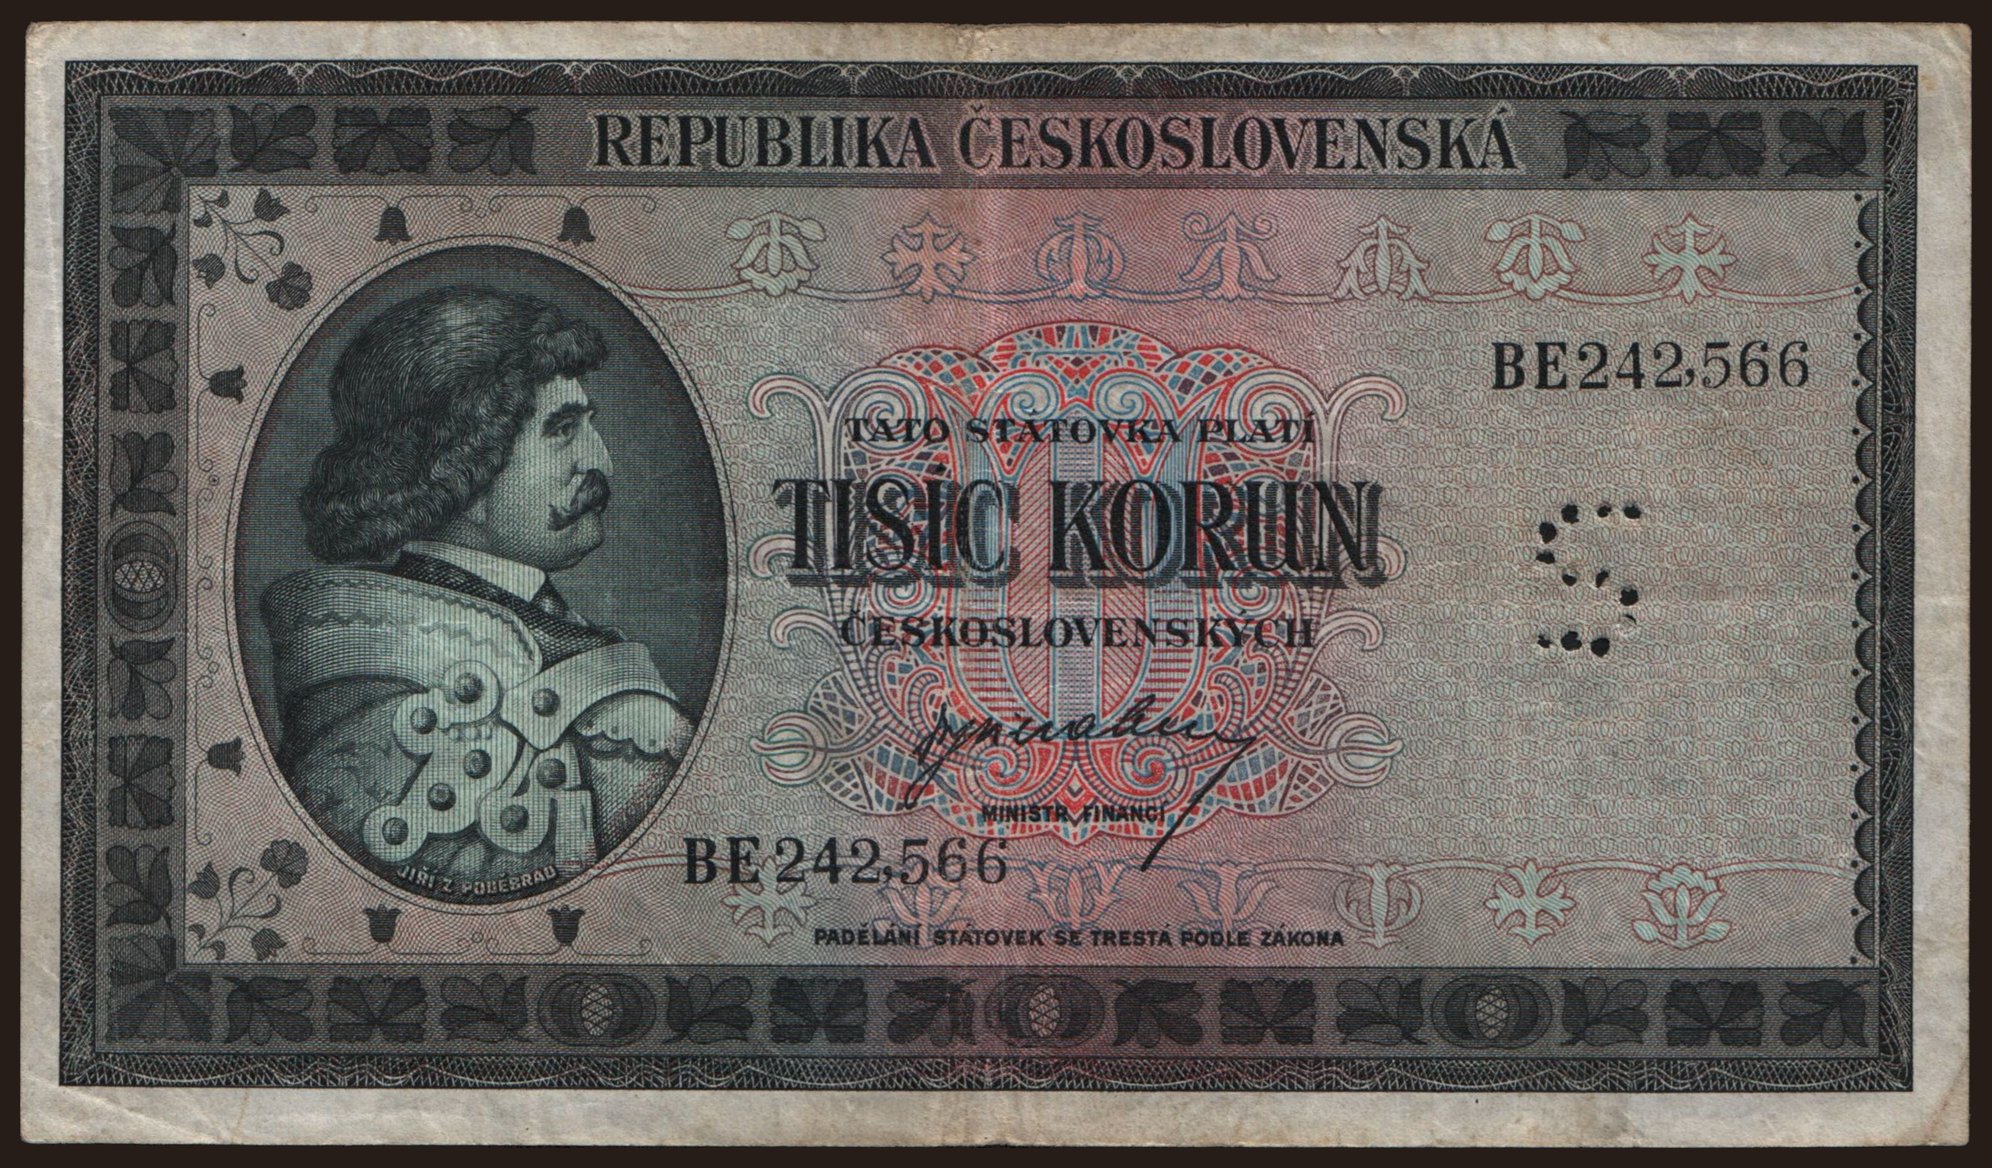 REPUBLIKA ČESKOSLOVENSKÁ
BE242,566
TATO STÁTOVKA PLATÍ
TISÍC KORUN
ČESKOSLOVENSKÝCH
S
MINISTR FINANCÍ
BE242,566
JIŘÍ Z PODĚBRAD
PADĚLÁNÍ STÁTOVEK SE TRESTÁ PODLE ZÁKONA